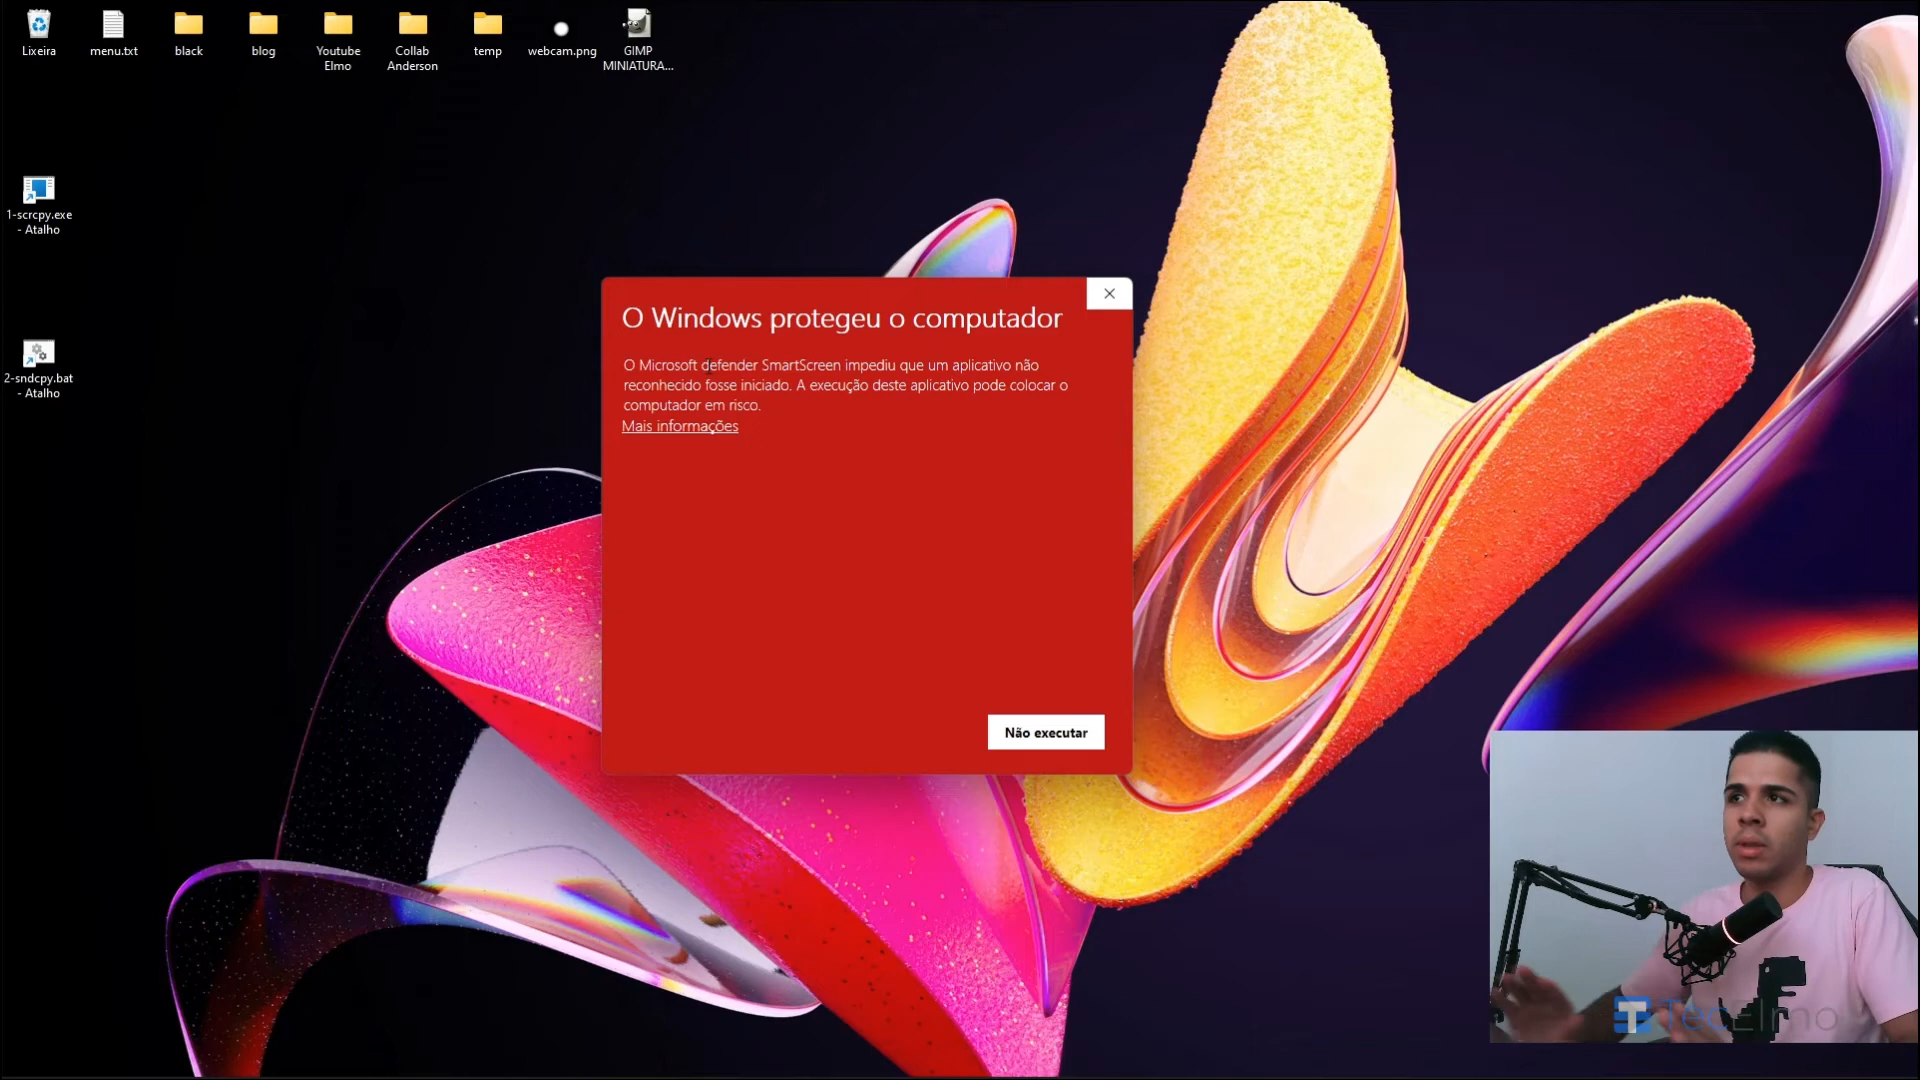 Lixeira
menu.txt
black
blog
Youtube
Elmo
Collab
Anderson
temp
webcam.png
GIMP
MINIATURA...
1-scrcpy.exe
- Atalho
2-sndcpy.bat
- Atalho
O Windows protegeu o computador
O Microsoft defender SmartScreen impediu que um aplicativo não
reconhecido fosse iniciado. A execução deste aplicativo pode colocar o
computador em risco.
Mais informações
Não executar
TecElmo